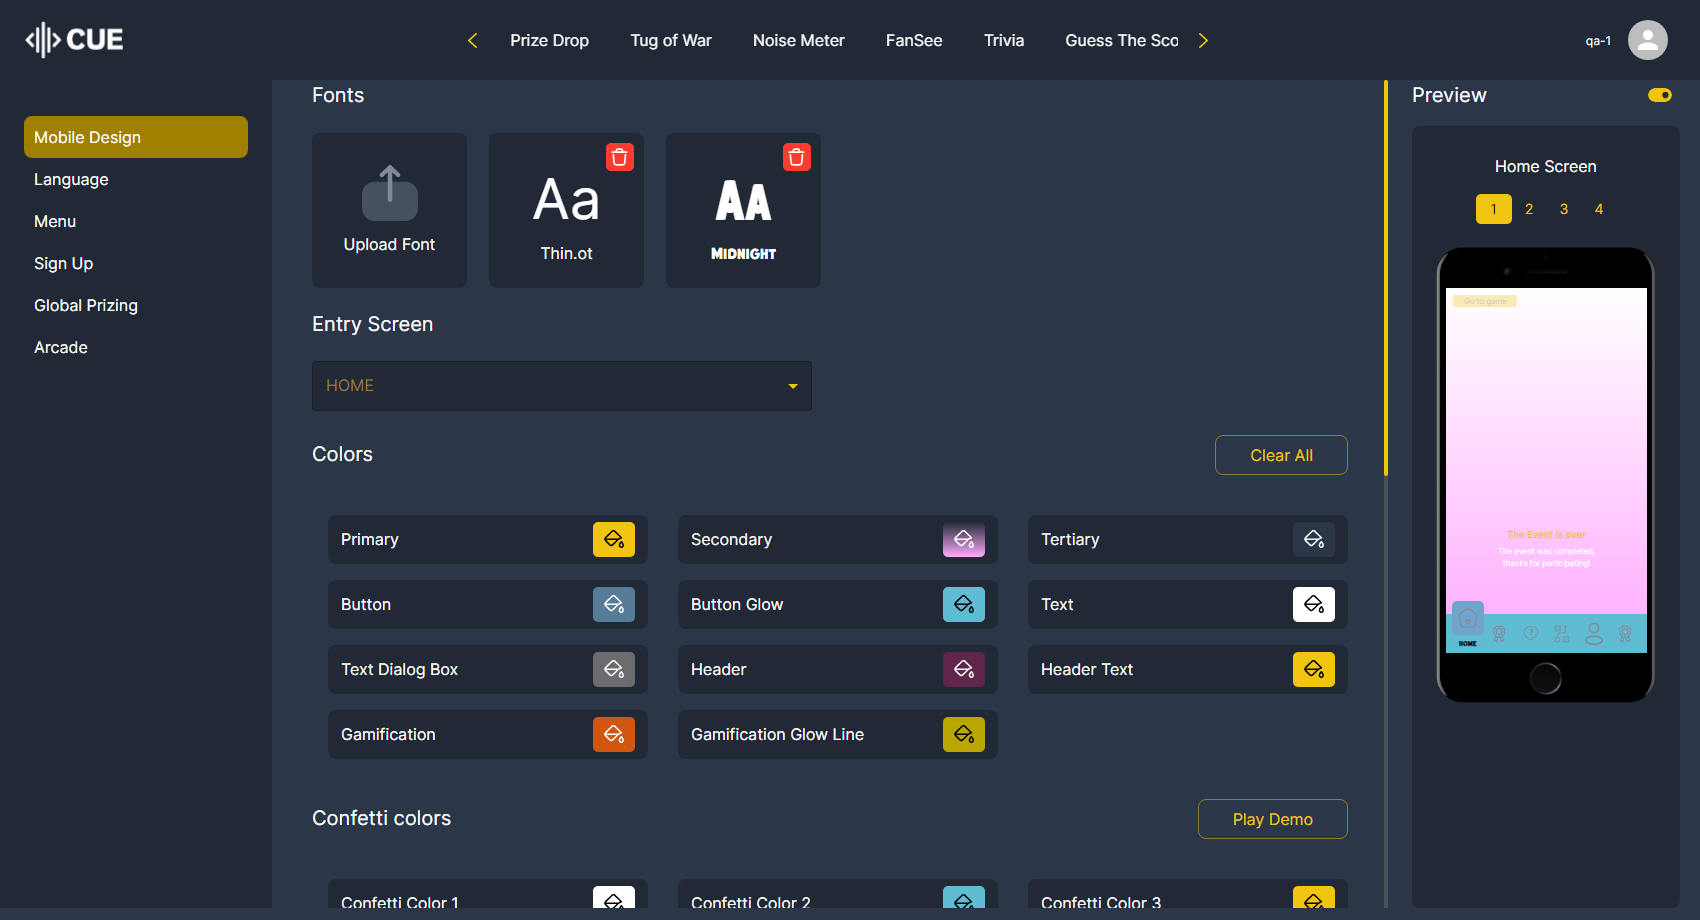 CUE
Prize Drop
Tug of War
Noise Meter
FanSee
Trivia
Guess The Sco
qa-1
Mobile Design
Language
Menu
Sign Up
Global Prizing
Arcade
Fonts
Upload Font
Aa
Thin.ot
AA
MIDNIGHT
Entry Screen
HOME
Colors
Clear All
Primary
Secondary
Tertiary
Button
Button Glow
Text
Text Dialog Box
Header
Header Text
Gamification
Gamification Glow Line
Confetti colors
Play Demo
Confetti Color 1
Confetti Color 2
Confetti Color 3
Preview
Home Screen
1 2 3 4
Go to game
The Event is over
The event was completed,
thanks for participating!
HOME